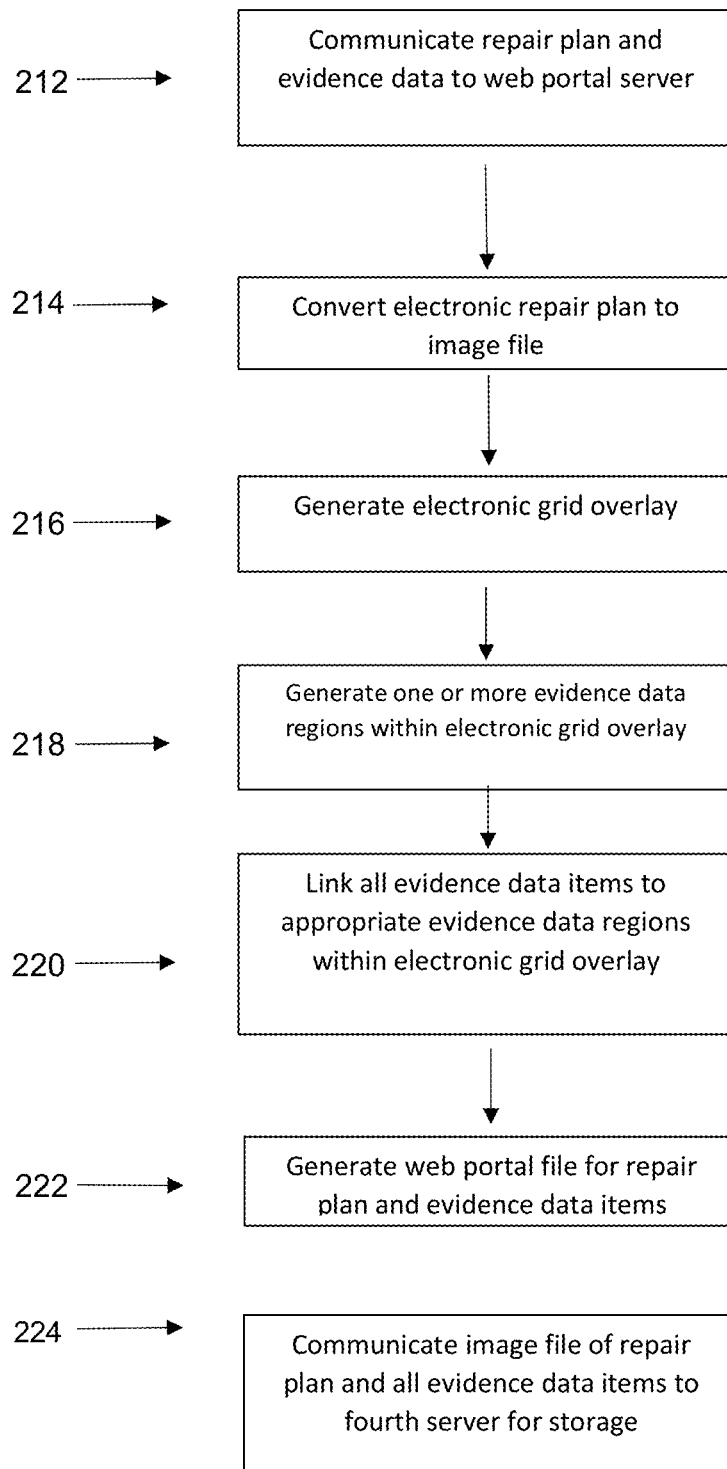 Communicate repair plan and
212
evidence data to web portal server
214
Convert electronic repair plan to
image file
216
Generate electronic grid overlay
Generate one or more evidence data
218
regions within electronic grid overlay
Link all evidence data items to
appropriate evidence data regions
220
within electronic grid overlay
222
Generate web portal file for repair
plan and evidence data items
224
Communicate image file of repair
plan and all evidence data items to
fourth server for storage